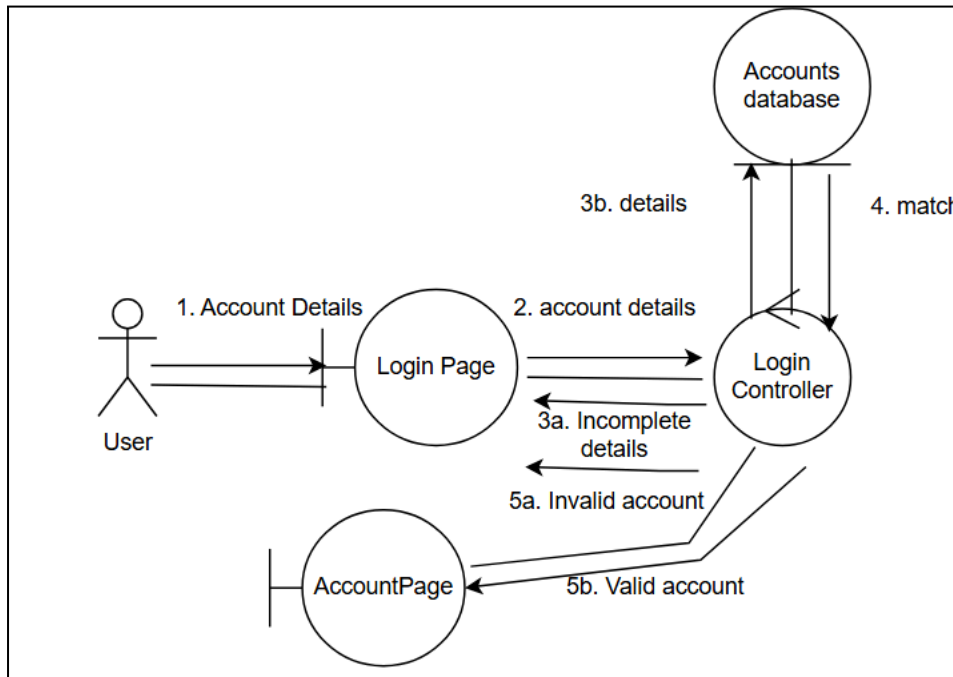 Accounts
database
3b. details
4. match
1. Account Details
2. account details
Login Page
Login
Controller
User
3a. Incomplete
details
5a. Invalid account
AccountPage
5b. Valid account